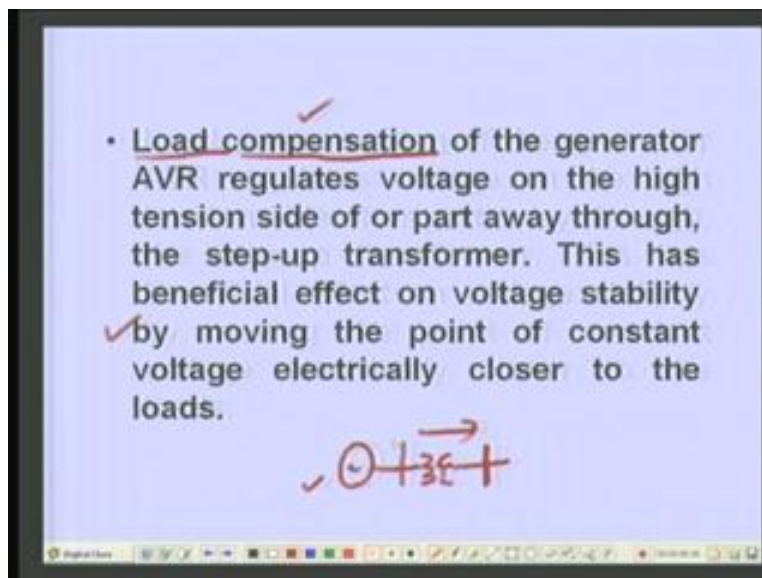 • Load compensation of the generator
AVR regulates voltage on the high
tension side of or part away through,
the step-up transformer. This has
beneficial effect on voltage stability
by moving the point of constant
voltage electrically closer to the
loads.